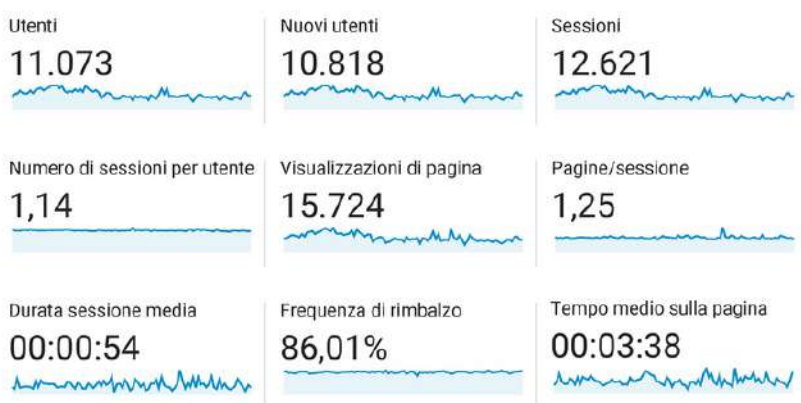 Utenti
11.073
Nuovi utenti
10.818
Sessioni
12.621
Numero di sessioni per utente
1,14
Visualizzazioni di pagina
15.724
Pagine/sessione
1,25
Durata sessione media
00:00:54
Frequenza di rimbalzo
86,01%
Tempo medio sulla pagina
00:03:38